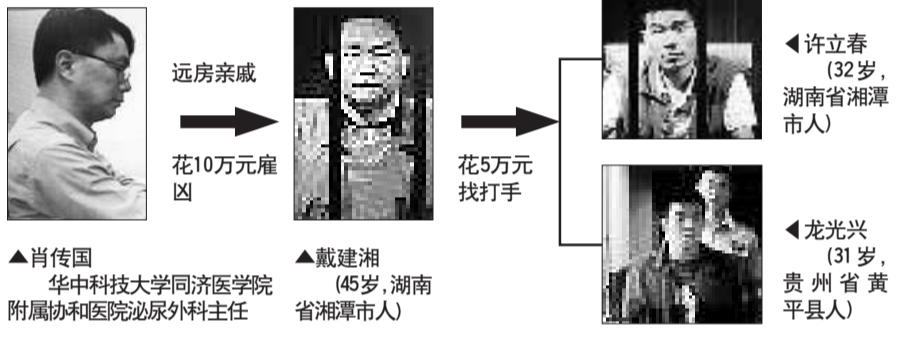 远房亲戚
花10万元雇
凶
▲肖传国
华中科技大学同济医学院
附属协和医院泌尿外科主任
▲戴建湘
(45岁,湖南
省湘潭市人)
花5万元
找打手
◀许立春
(32岁,
湖南省湘潭
市人)
◀龙光兴
(31岁,
贵州省黄
平县人)